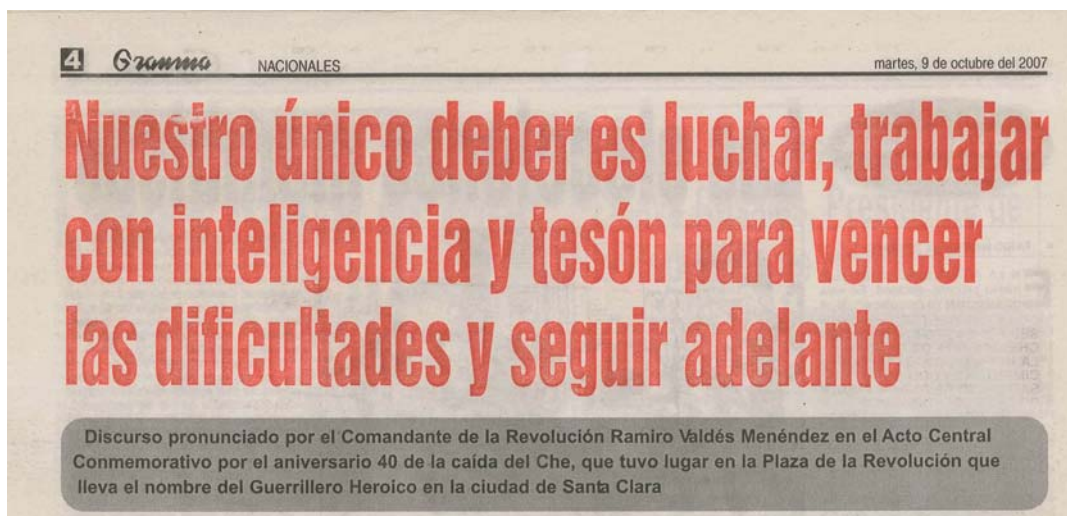 4 Granma NACIONALES martes, 9 de octubre del 2007
Nuestro único deber es luchar, trabajar
con inteligencia y tesón para vencer
las dificultades y seguir adelante
Discurso pronunciado por el Comandante de la Revolución Ramiro Valdés Menéndez en el Acto Central
Conmemorativo por el aniversario 40 de la caída del Che, que tuvo lugar en la Plaza de la Revolución que
lleva el nombre del Guerrillero Heroico en la ciudad de Santa Clara